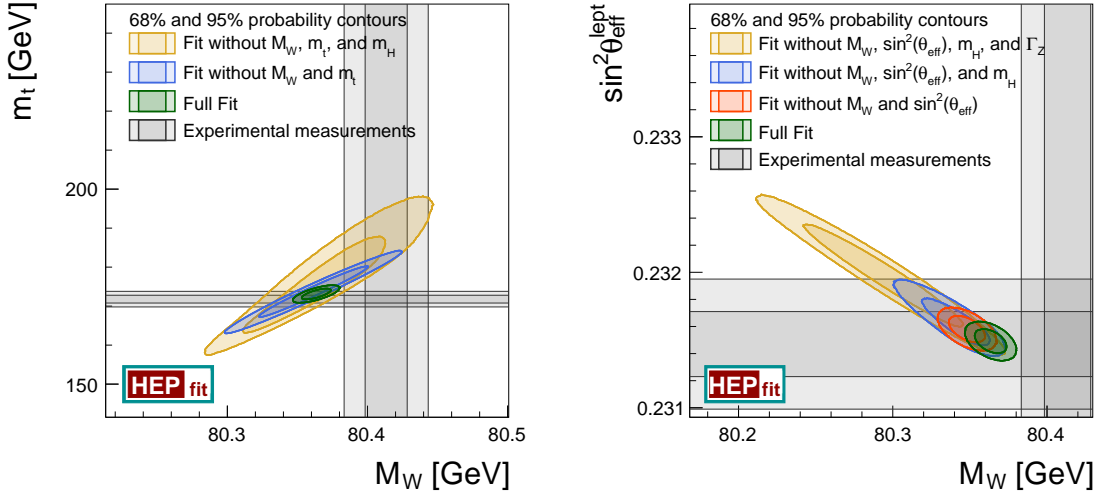 68% and 95% probability contours
Fit without M_W, m_t, and m_H
Fit without M_W and m_t
Full Fit
Experimental measurements
m_t [GeV]
200
150
HEP fit
80.3
80.4
80.5
M_W [GeV]
68% and 95% probability contours
Fit without M_W, sin²(θ_eff), m_H, and Γ_Z
Fit without M_W, sin²(θ_eff), and m_H
Fit without M_W and sin²(θ_eff)
Full Fit
Experimental measurements
sin²θ_eff^lept
0.233
0.232
0.231
HEP fit
80.2
80.3
80.4
M_W [GeV]